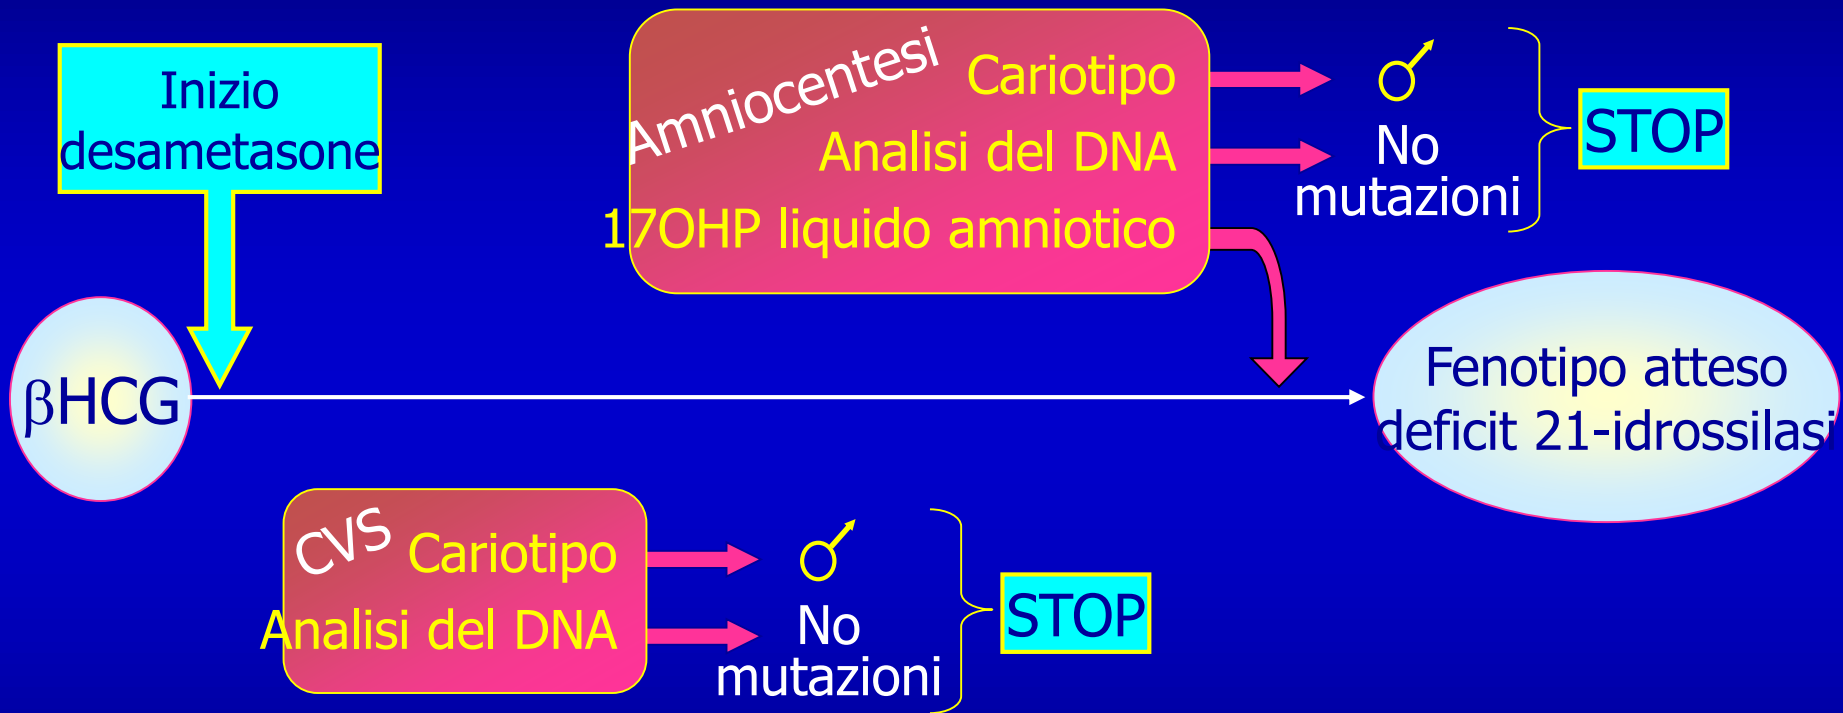 Inizio
desametasone
Amniocentesi
Cariotipo
Analisi del DNA
17OHP liquido amniotico
♂
No
mutazioni
STOP
βHCG
Fenotipo atteso
deficit 21-idrossilasi
CVS
Cariotipo
Analisi del DNA
♂
No
mutazioni
STOP